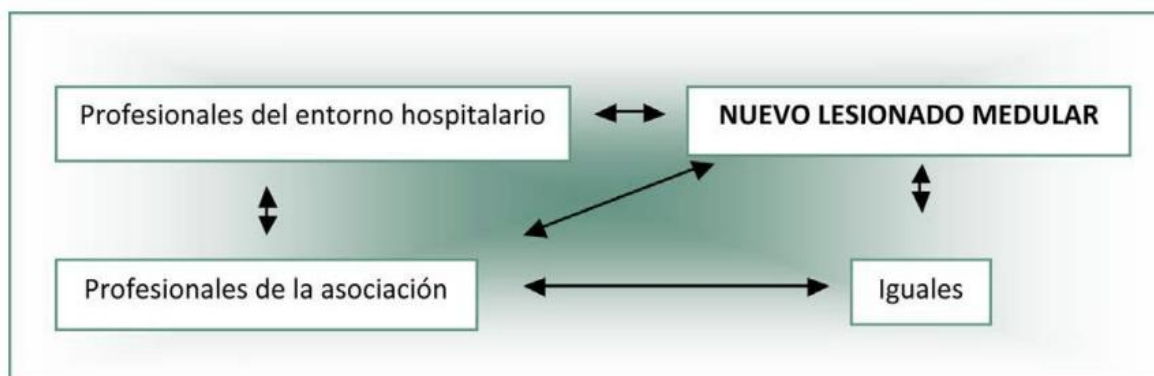 Profesionales del entorno hospitalario
NUEVO LESIONADO MEDULAR
Profesionales de la asociación
Iguales